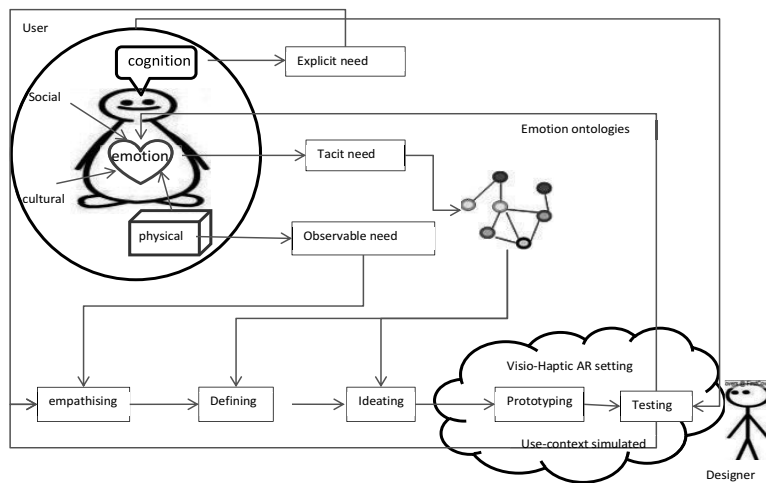 User
cognition
Explicit need
Social
Emotion ontologies
emotion
Tacit need
cultural
physical
Observable need
Visio-Haptic AR setting
empathising
Defining
Ideating
Prototyping
Testing
Use-context simulated
Designer